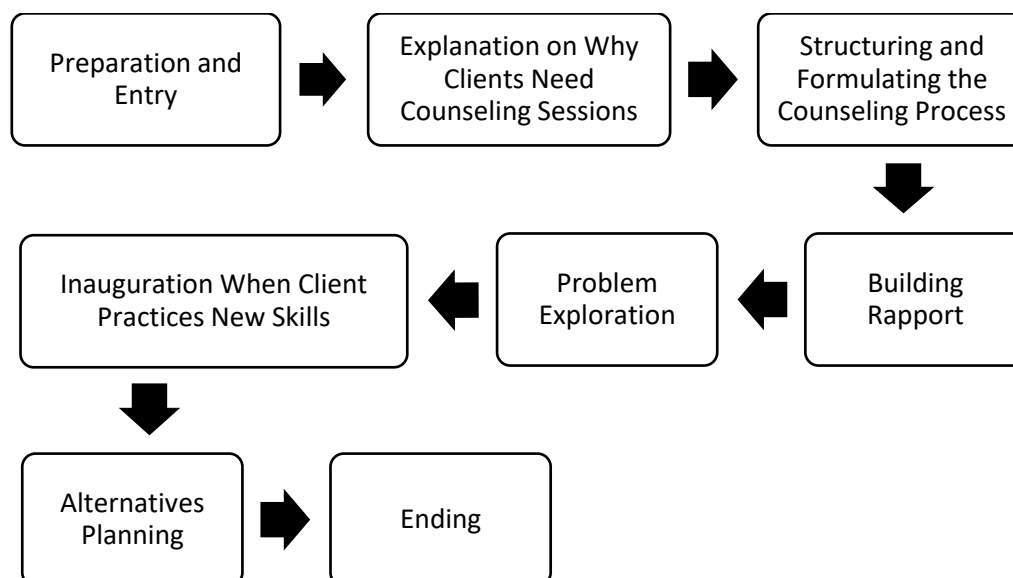 Preparation and
Entry
Explanation on Why
Clients Need
Counseling Sessions
Structuring and
Formulating the
Counseling Process
Building
Rapport
Problem
Exploration
Inauguration When Client
Practices New Skills
Alternatives
Planning
Ending